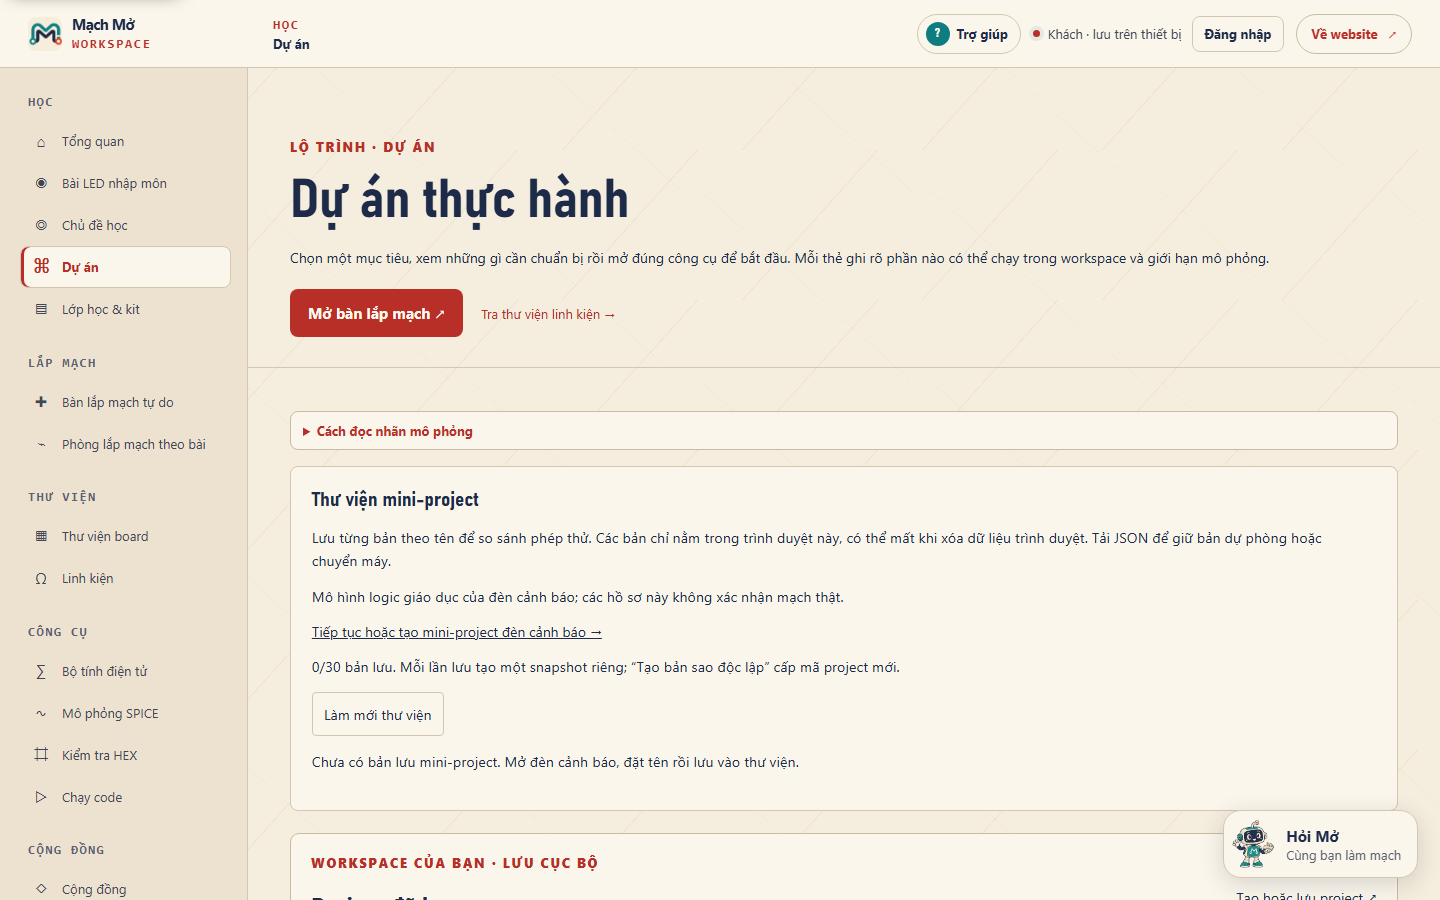 Mạch Mở
WORKSPACE
HỌC
Dự án
? Trợ giúp
Khách · lưu trên thiết bị
Đăng nhập
Về website ↗
HỌC
Tổng quan
Bài LED nhập môn
Chủ đề học
Dự án
Lớp học & kit
LẮP MẠCH
Bàn lắp mạch tự do
Phòng lắp mạch theo bài
THƯ VIỆN
Thư viện board
Linh kiện
CÔNG CỤ
Bộ tính điện tử
Mô phỏng SPICE
Kiểm tra HEX
Chạy code
CỘNG ĐỒNG
Cộng đồng
LỘ TRÌNH · DỰ ÁN
Dự án thực hành
Chọn một mục tiêu, xem những gì cần chuẩn bị rồi mở đúng công cụ để bắt đầu. Mỗi thẻ ghi rõ phần nào có thể chạy trong workspace và giới hạn mô phỏng.
Mở bàn lắp mạch ↗
Tra thư viện linh kiện →
Cách đọc nhãn mô phỏng
Thư viện mini-project
Lưu từng bản theo tên để so sánh phép thử. Các bản chỉ nằm trong trình duyệt này, có thể mất khi xóa dữ liệu trình duyệt. Tải JSON để giữ bản dự phòng hoặc
chuyển máy.
Mô hình logic giáo dục của đèn cảnh báo; các hồ sơ này không xác nhận mạch thật.
Tiếp tục hoặc tạo mini-project đèn cảnh báo →
0/30 bản lưu. Mỗi lần lưu tạo một snapshot riêng; “Tạo bản sao độc lập” cấp mã project mới.
Làm mới thư viện
Chưa có bản lưu mini-project. Mở đèn cảnh báo, đặt tên rồi lưu vào thư viện.
WORKSPACE CỦA BẠN · LƯU CỤC BỘ
Tạo hoặc lưu project ↗
Hỏi Mở
Cùng bạn làm mạch